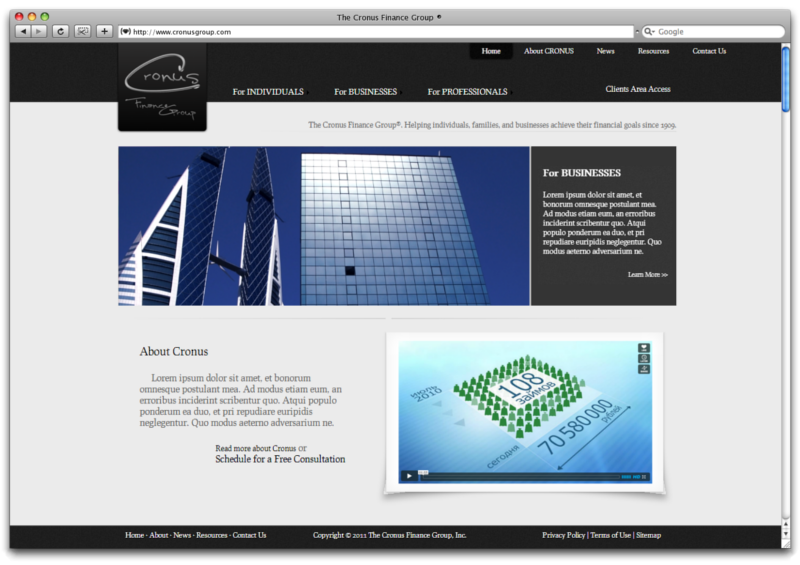 The Cronus Finance Group ®
http://www.cronusgroup.com
Google
Home About CRONUS News Resources Contact Us
Cronus
Finance
Group
For INDIVIDUALS For BUSINESSES For PROFESSIONALS
Clients Area Access
The Cronus Finance Group®. Helping individuals, families, and businesses achieve their financial goals since 1909.
For BUSINESSES
Lorem ipsum dolor sit amet, et
bonorum omnesque postulant mea.
Ad modus etiam eum, an erroribus
inciderint scribentur quo. Atqui
populo ponderum ea duo, et pri
repudiare euripidis neglegentur. Quo
modus aeterno adversarium ne.
Learn More >>
About Cronus
Lorem ipsum dolor sit amet, et bonorum
omnesque postulant mea. Ad modus etiam eum, an
erroribus inciderint scribentur quo. Atqui populo
ponderum ea duo, et pri repudiare euripidis
neglegentur. Quo modus aeterno adversarium ne.
Read more about Cronus or
Schedule for a Free Consultation
июль
2010
108
займов
сегодня
70 580 000
рублей
Home - About - News - Resources - Contact Us
Copyright © 2011 The Cronus Finance Group, Inc.
Privacy Policy | Terms of Use | Sitemap